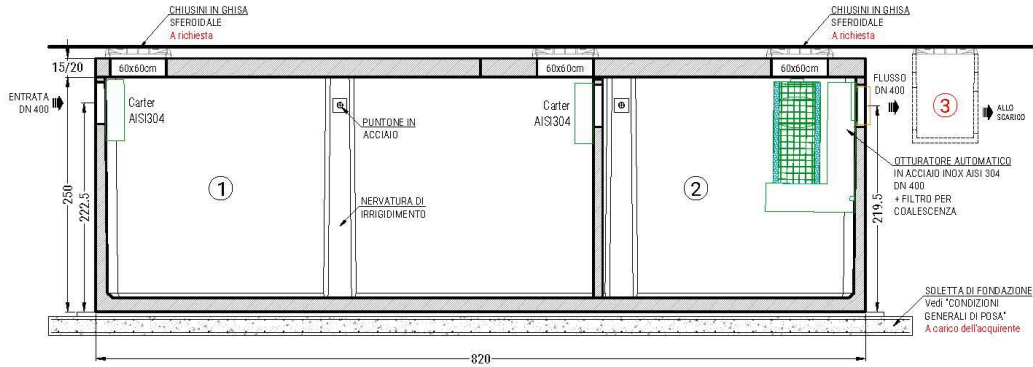 CHIUSINI IN GHISA
SFEROIDALE
A richiesta
CHIUSINI IN GHISA
SFEROIDALE
A richiesta
15/20
60x60cm
60x60cm
60x60cm
ENTRATA
DN 400
Carter
AISI304
PUNTONE IN
ACCIAIO
Carter
AISI304
FLUSSO
DN 400
3
ALLO
SCARICO
OTTURATORE AUTOMATICO
IN ACCIAIO INOX AISI 304
DN 400
+ FILTRO PER
COALESCENZA
1
2
NERVATURA DI
IRRIGIDIMENTO
250
222.5
219.5
SOLETTA DI FONDAZIONE
Vedi "CONDIZIONI
GENERALI DI POSA"
A carico dell'acquirente
820